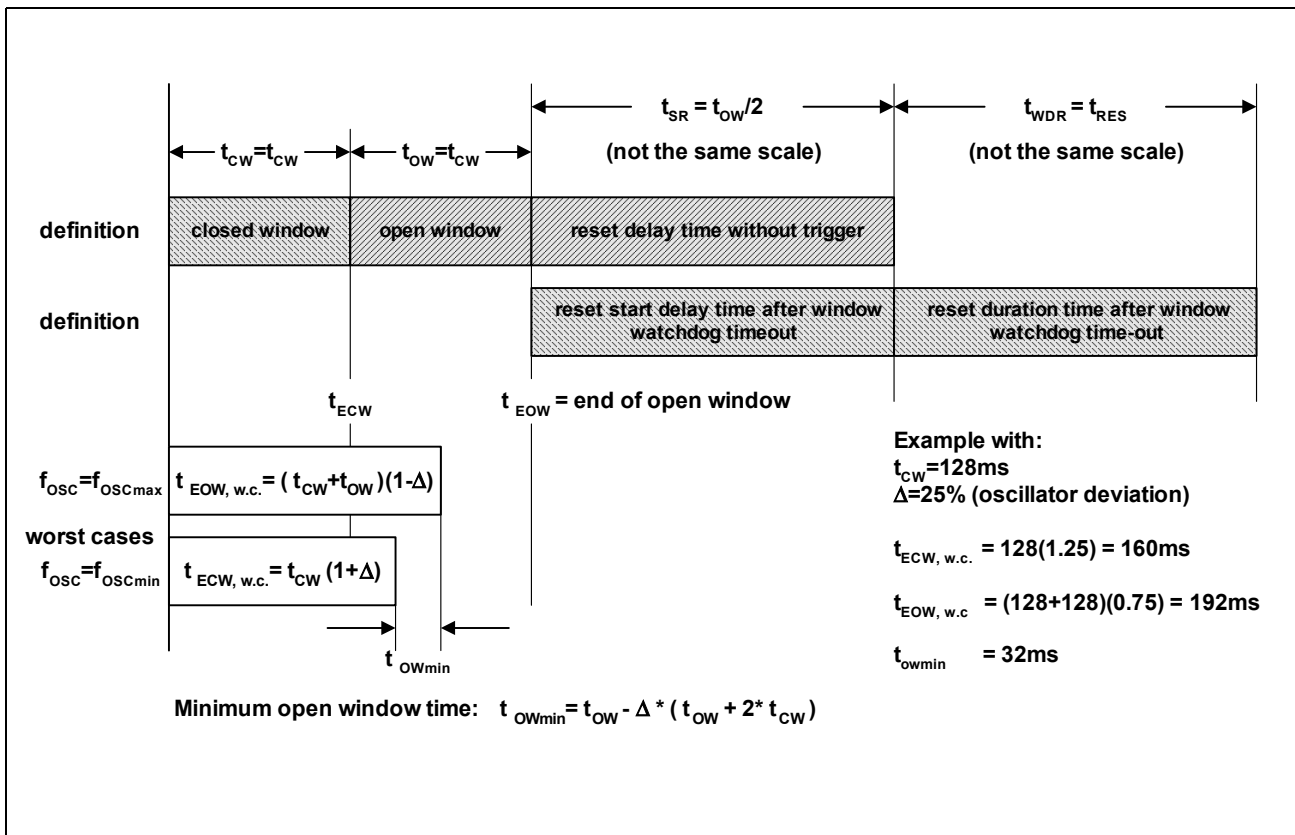 t_SR = t_OW/2
t_WDR = t_RES
t_CW=t_CW
t_OW=t_CW
(not the same scale)
(not the same scale)
definition
closed window
open window
reset delay time without trigger
definition
reset start delay time after window
watchdog timeout
reset duration time after window
watchdog time-out
t_ECW
t_EOW = end of open window
f_OSC=f_OSCmax
t_EOW, w.c. = ( t_CW+t_OW)(1-Δ)
worst cases
f_OSC=f_OSCmin
t_ECW, w.c. = t_CW (1+Δ)
t_OWmin
Example with:
t_CW=128ms
Δ=25% (oscillator deviation)
t_ECW, w.c. = 128(1.25) = 160ms
t_EOW, w.c = (128+128)(0.75) = 192ms
t_owmin = 32ms
Minimum open window time: t_OWmin= t_OW - Δ * ( t_OW + 2* t_CW )